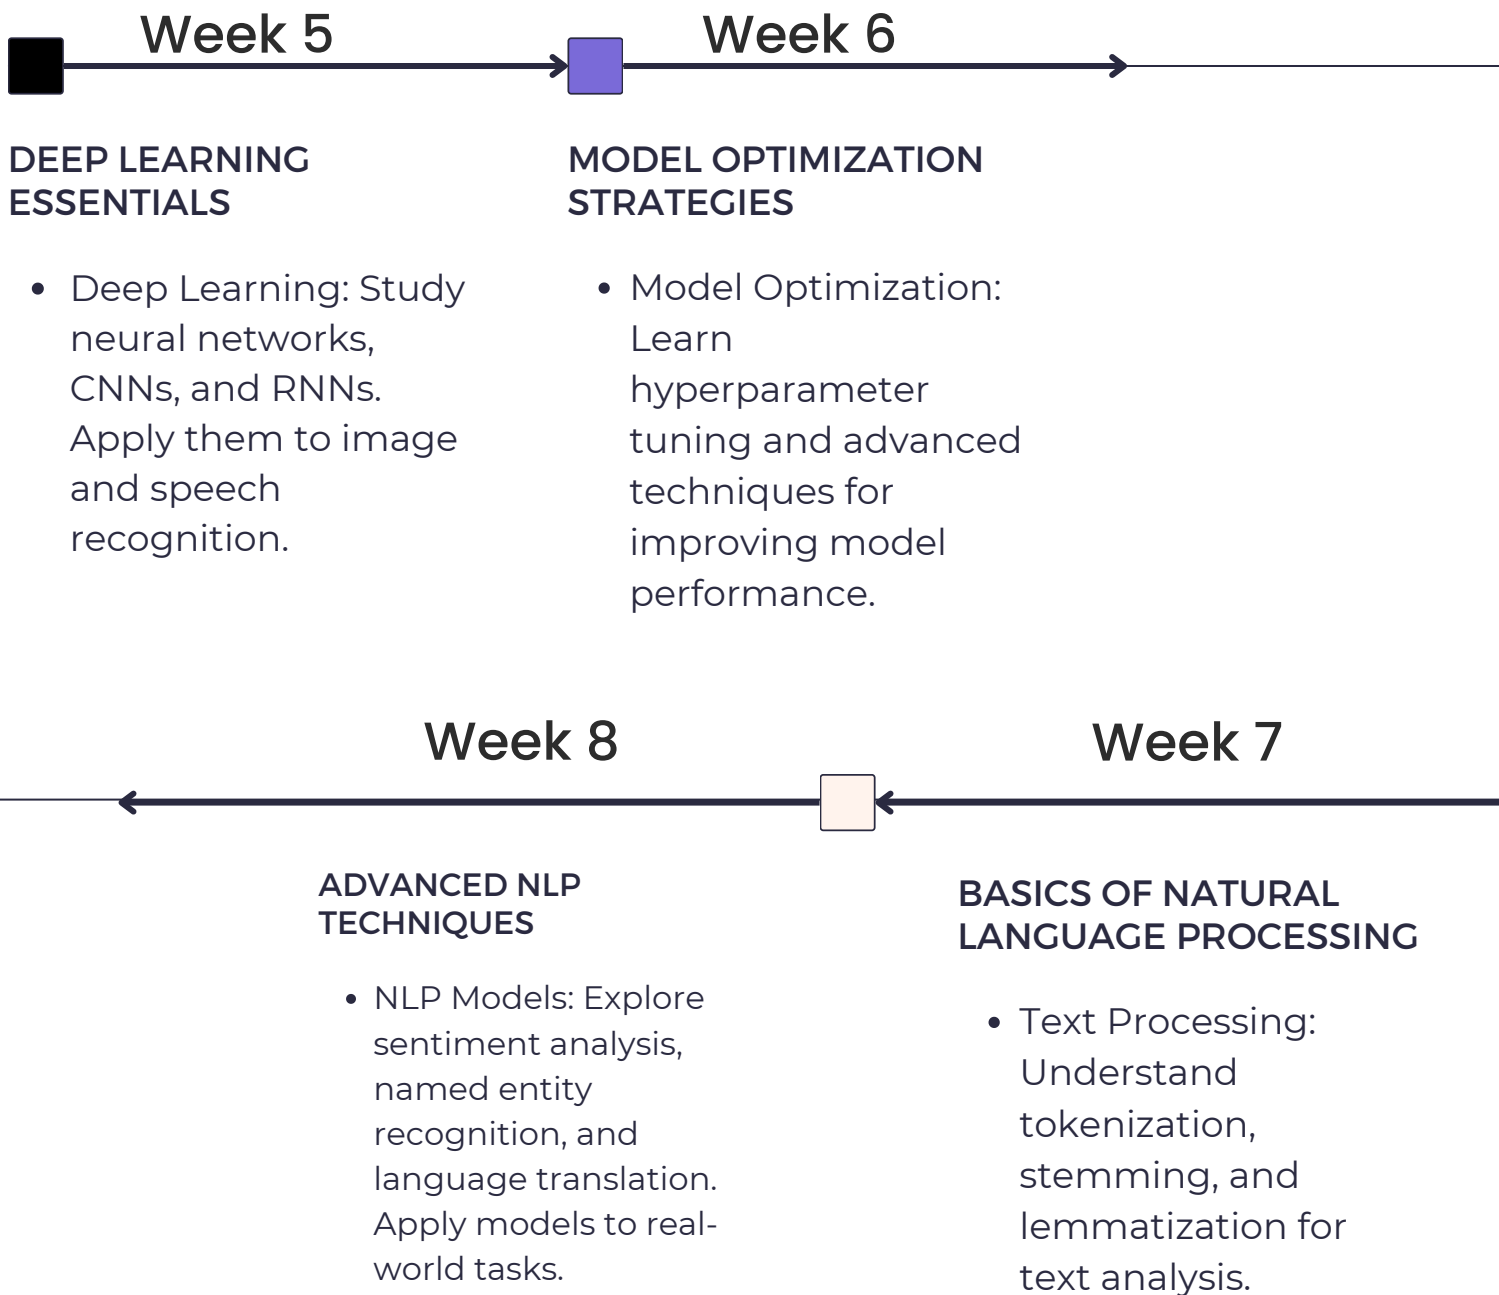 Week 5
DEEP LEARNING
ESSENTIALS
• Deep Learning: Study
neural networks,
CNNs, and RNNs.
Apply them to image
and speech
recognition.
Week 6
MODEL OPTIMIZATION
STRATEGIES
• Model Optimization:
Learn
hyperparameter
tuning and advanced
techniques for
improving model
performance.
Week 8
ADVANCED NLP
TECHNIQUES
• NLP Models: Explore
sentiment analysis,
named entity
recognition, and
language translation.
Apply models to real-
world tasks.
Week 7
BASICS OF NATURAL
LANGUAGE PROCESSING
• Text Processing:
Understand
tokenization,
stemming, and
lemmatization for
text analysis.